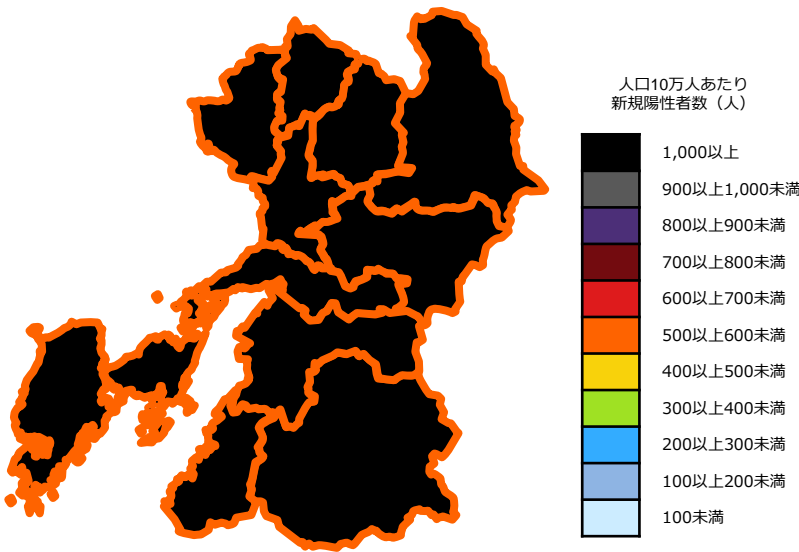 人口10万人あたり
新規陽性者数（人）
1,000以上
900以上1,000未満
800以上900未満
700以上800未満
600以上700未満
500以上600未満
400以上500未満
300以上400未満
200以上300未満
100以上200未満
100未満